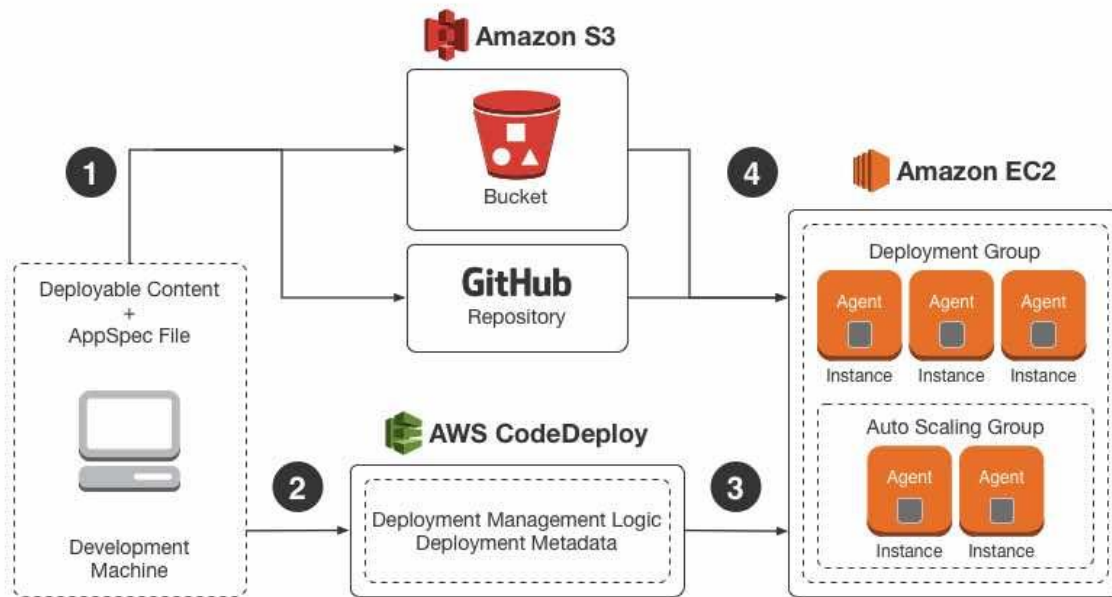 Amazon S3
1
Bucket
4
Amazon EC2
Deployable Content
+
AppSpec File
GitHub
Repository
Deployment Group
Agent Agent Agent
Instance Instance Instance
AWS CodeDeploy
Auto Scaling Group
2
3
Agent Agent
Deployment Management Logic
Deployment Metadata
Development
Machine
Instance Instance